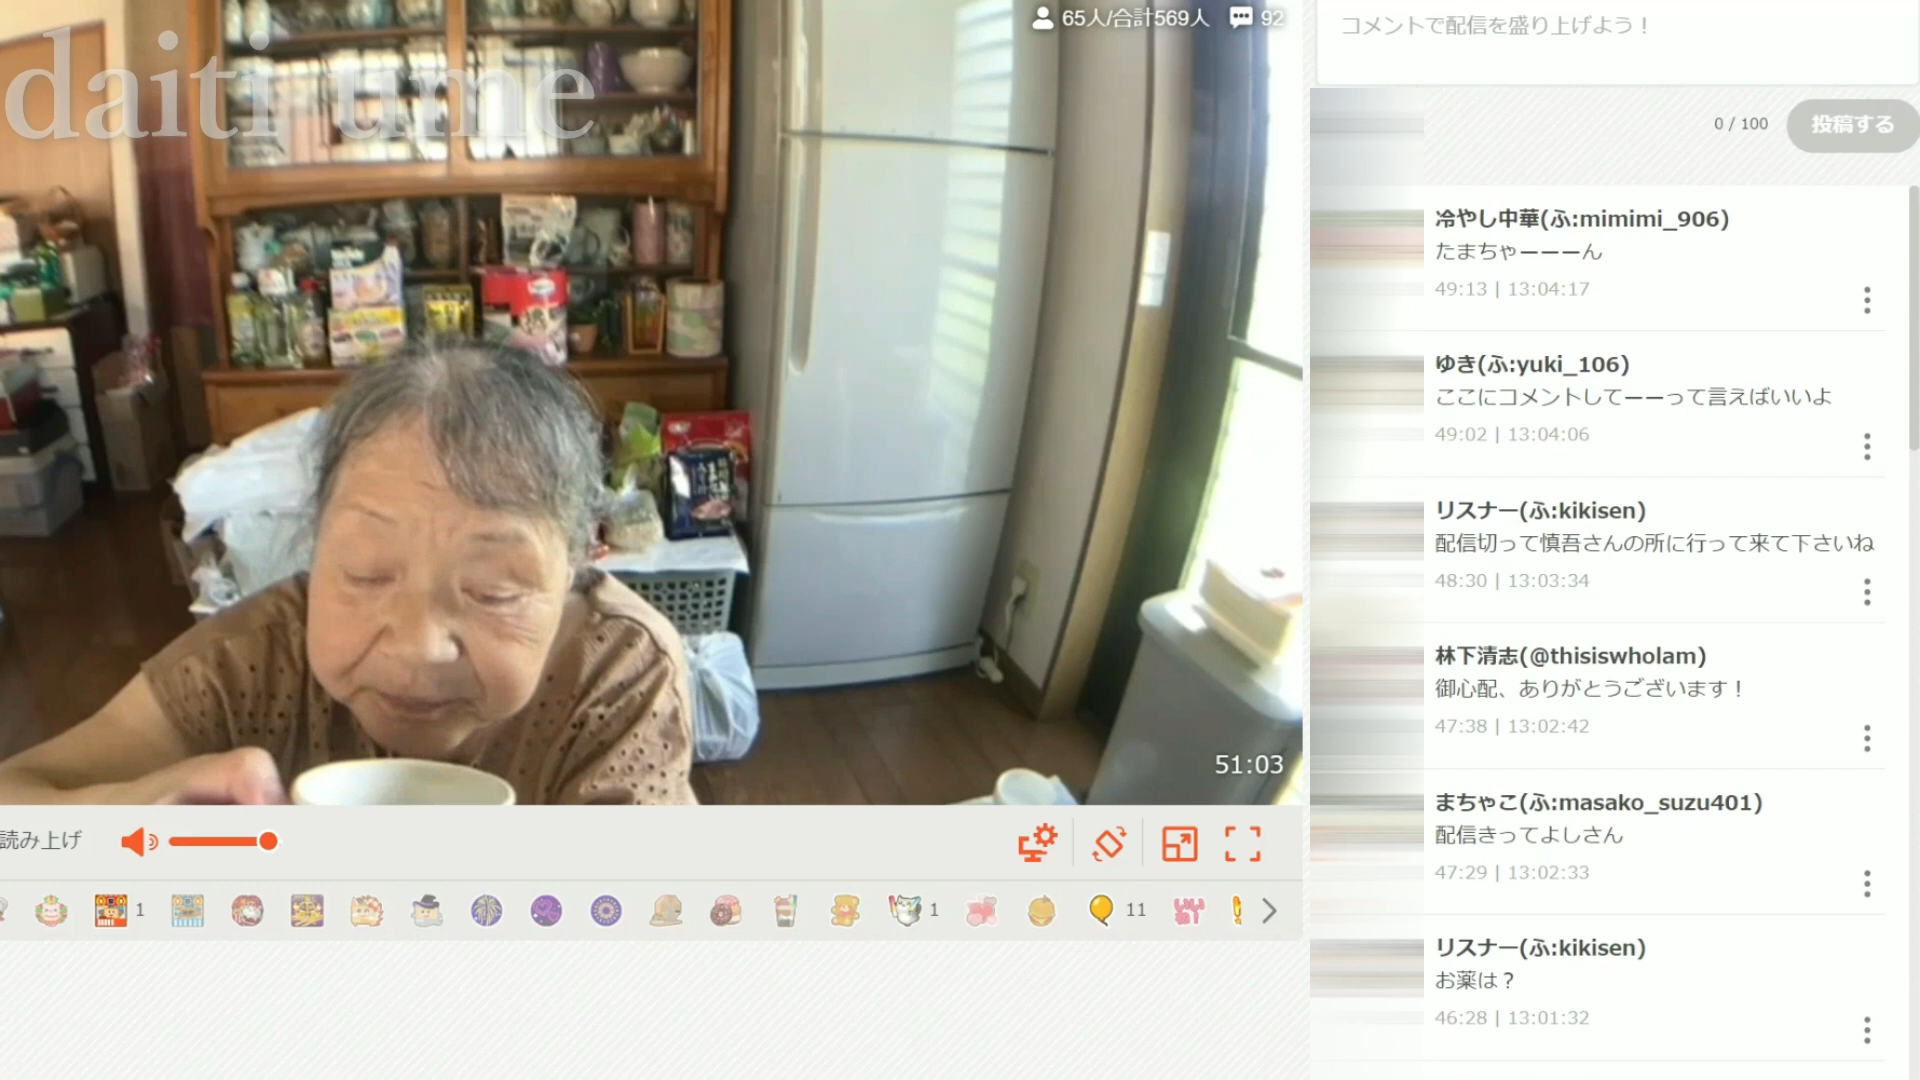 daiti ume
65人/合計569人 92
51:03
読み上げ
1
1
11
コメントで配信を盛り上げよう！
0 / 100
投稿する
冷やし中華(ふ:mimimi_906)
たまちゃーーーん
49:13 | 13:04:17
ゆき(ふ:yuki_106)
ここにコメントしてーーって言えばいいよ
49:02 | 13:04:06
リスナー(ふ:kikisen)
配信切って慎吾さんの所に行って来て下さいね
48:30 | 13:03:34
林下清志(@thisiswholam)
御心配、ありがとうございます！
47:38 | 13:02:42
まちゃこ(ふ:masako_suzu401)
配信きってよしさん
47:29 | 13:02:33
リスナー(ふ:kikisen)
お薬は？
46:28 | 13:01:32